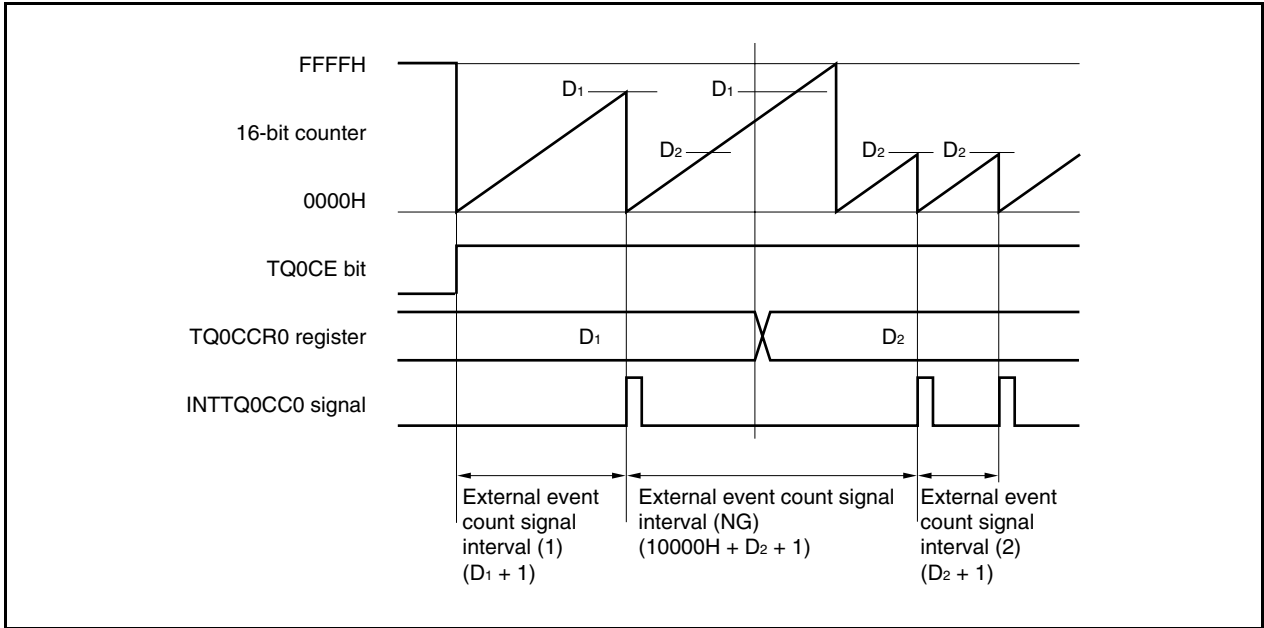 FFFFH
D1
D1
16-bit counter
D2
D2
D2
0000H
TQ0CE bit
TQ0CCR0 register
D1
D2
INTTQ0CC0 signal
External event
count signal
interval (1)
(D1 + 1)
External event count signal
interval (NG)
(10000H + D2 + 1)
External event
count signal
interval (2)
(D2 + 1)